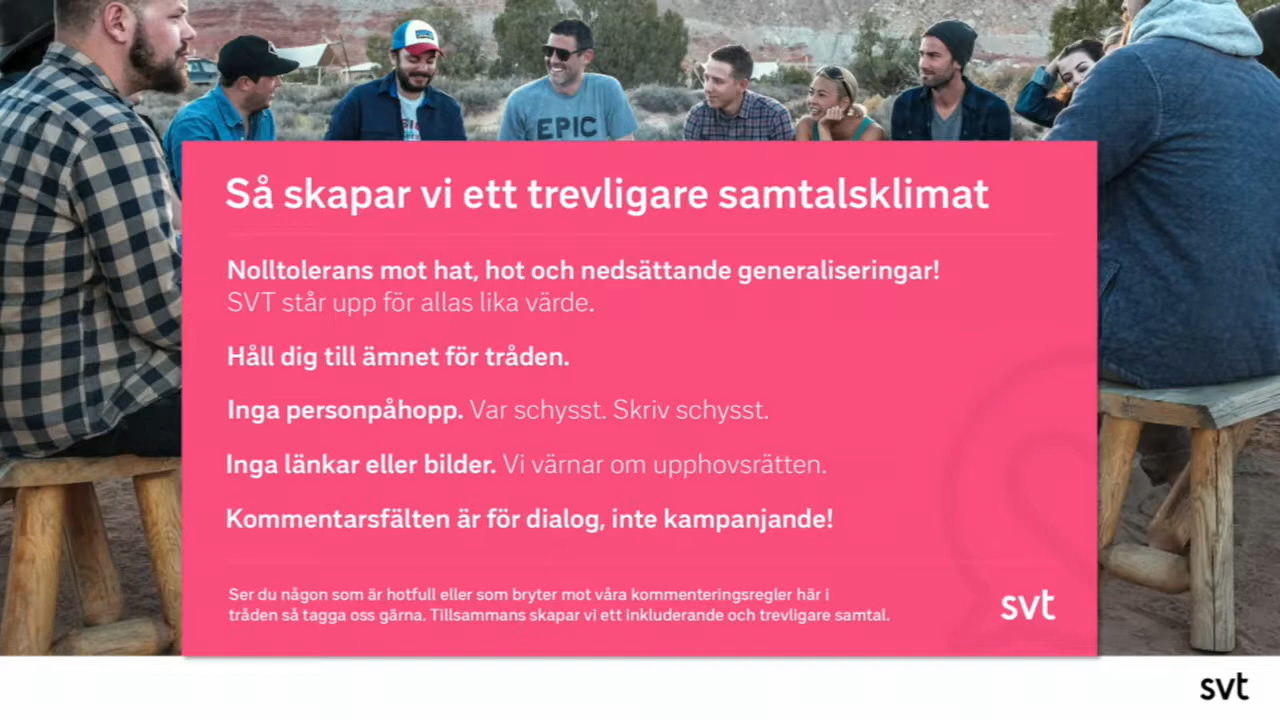 EPIC
Så skapar vi ett trevligare samtalsklimat
Nolltolerans mot hat, hot och nedsättande generaliseringar!
SVT står upp för allas lika värde.
Håll dig till ämnet för tråden.
Inga personpåhopp. Var schysst. Skriv schysst.
Inga länkar eller bilder. Vi värnar om upphovsrätten.
Kommentarsfälten är för dialog, inte kampanjande!
Ser du någon som är hotfull eller som bryter mot våra kommenteringsregler här i
tråden så tagga oss gärna. Tillsammans skapar vi ett inkluderande och trevligare samtal.
svt
svt